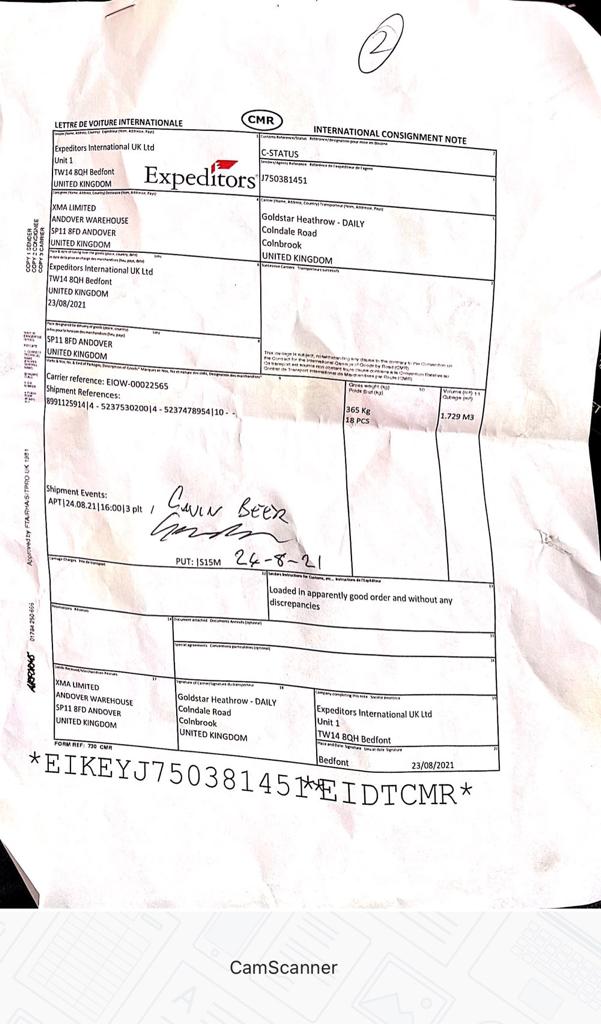 2
CMR
LETTRE DE VOITURE INTERNATIONALE
INTERNATIONAL CONSIGNMENT NOTE
Expeditors International UK Ltd
Unit 1
TW14 8QH Bedfont
UNITED KINGDOM
Expeditors
C-STATUS
J750381451
XMA LIMITED
ANDOVER WAREHOUSE
SP11 8FD ANDOVER
UNITED KINGDOM
Goldstar Heathrow - DAILY
Colndale Road
Colnbrook
UNITED KINGDOM
COPY 1 SENDER
COPY 2 CONSIGNEE
COPY 3 CARRIER
Expeditors International UK Ltd
TW14 8QH Bedfont
UNITED KINGDOM
23/08/2021
SP11 8FD ANDOVER
UNITED KINGDOM
Carrier reference: EIOW-00022565
Shipment References:
8991125914|4 - 5237530200|4 - 5237478954|10 - -
Gross weight (kg)
365 Kg
18 PCS
1.729 M3
Shipment Events:
APT|24.08.21|16:00|3 plt /
GAVIN BEER
PUT: |S15M 24-8-21
Loaded in apparently good order and without any
discrepancies
XMA LIMITED
ANDOVER WAREHOUSE
SP11 8FD ANDOVER
UNITED KINGDOM
Goldstar Heathrow - DAILY
Colndale Road
Colnbrook
UNITED KINGDOM
Expeditors International UK Ltd
Unit 1
TW14 8QH Bedfont
UNITED KINGDOM
Bedfont 23/08/2021
FORM REF: 730 CMR
*EIKEYJ750381451**EIDTCMR*
CamScanner